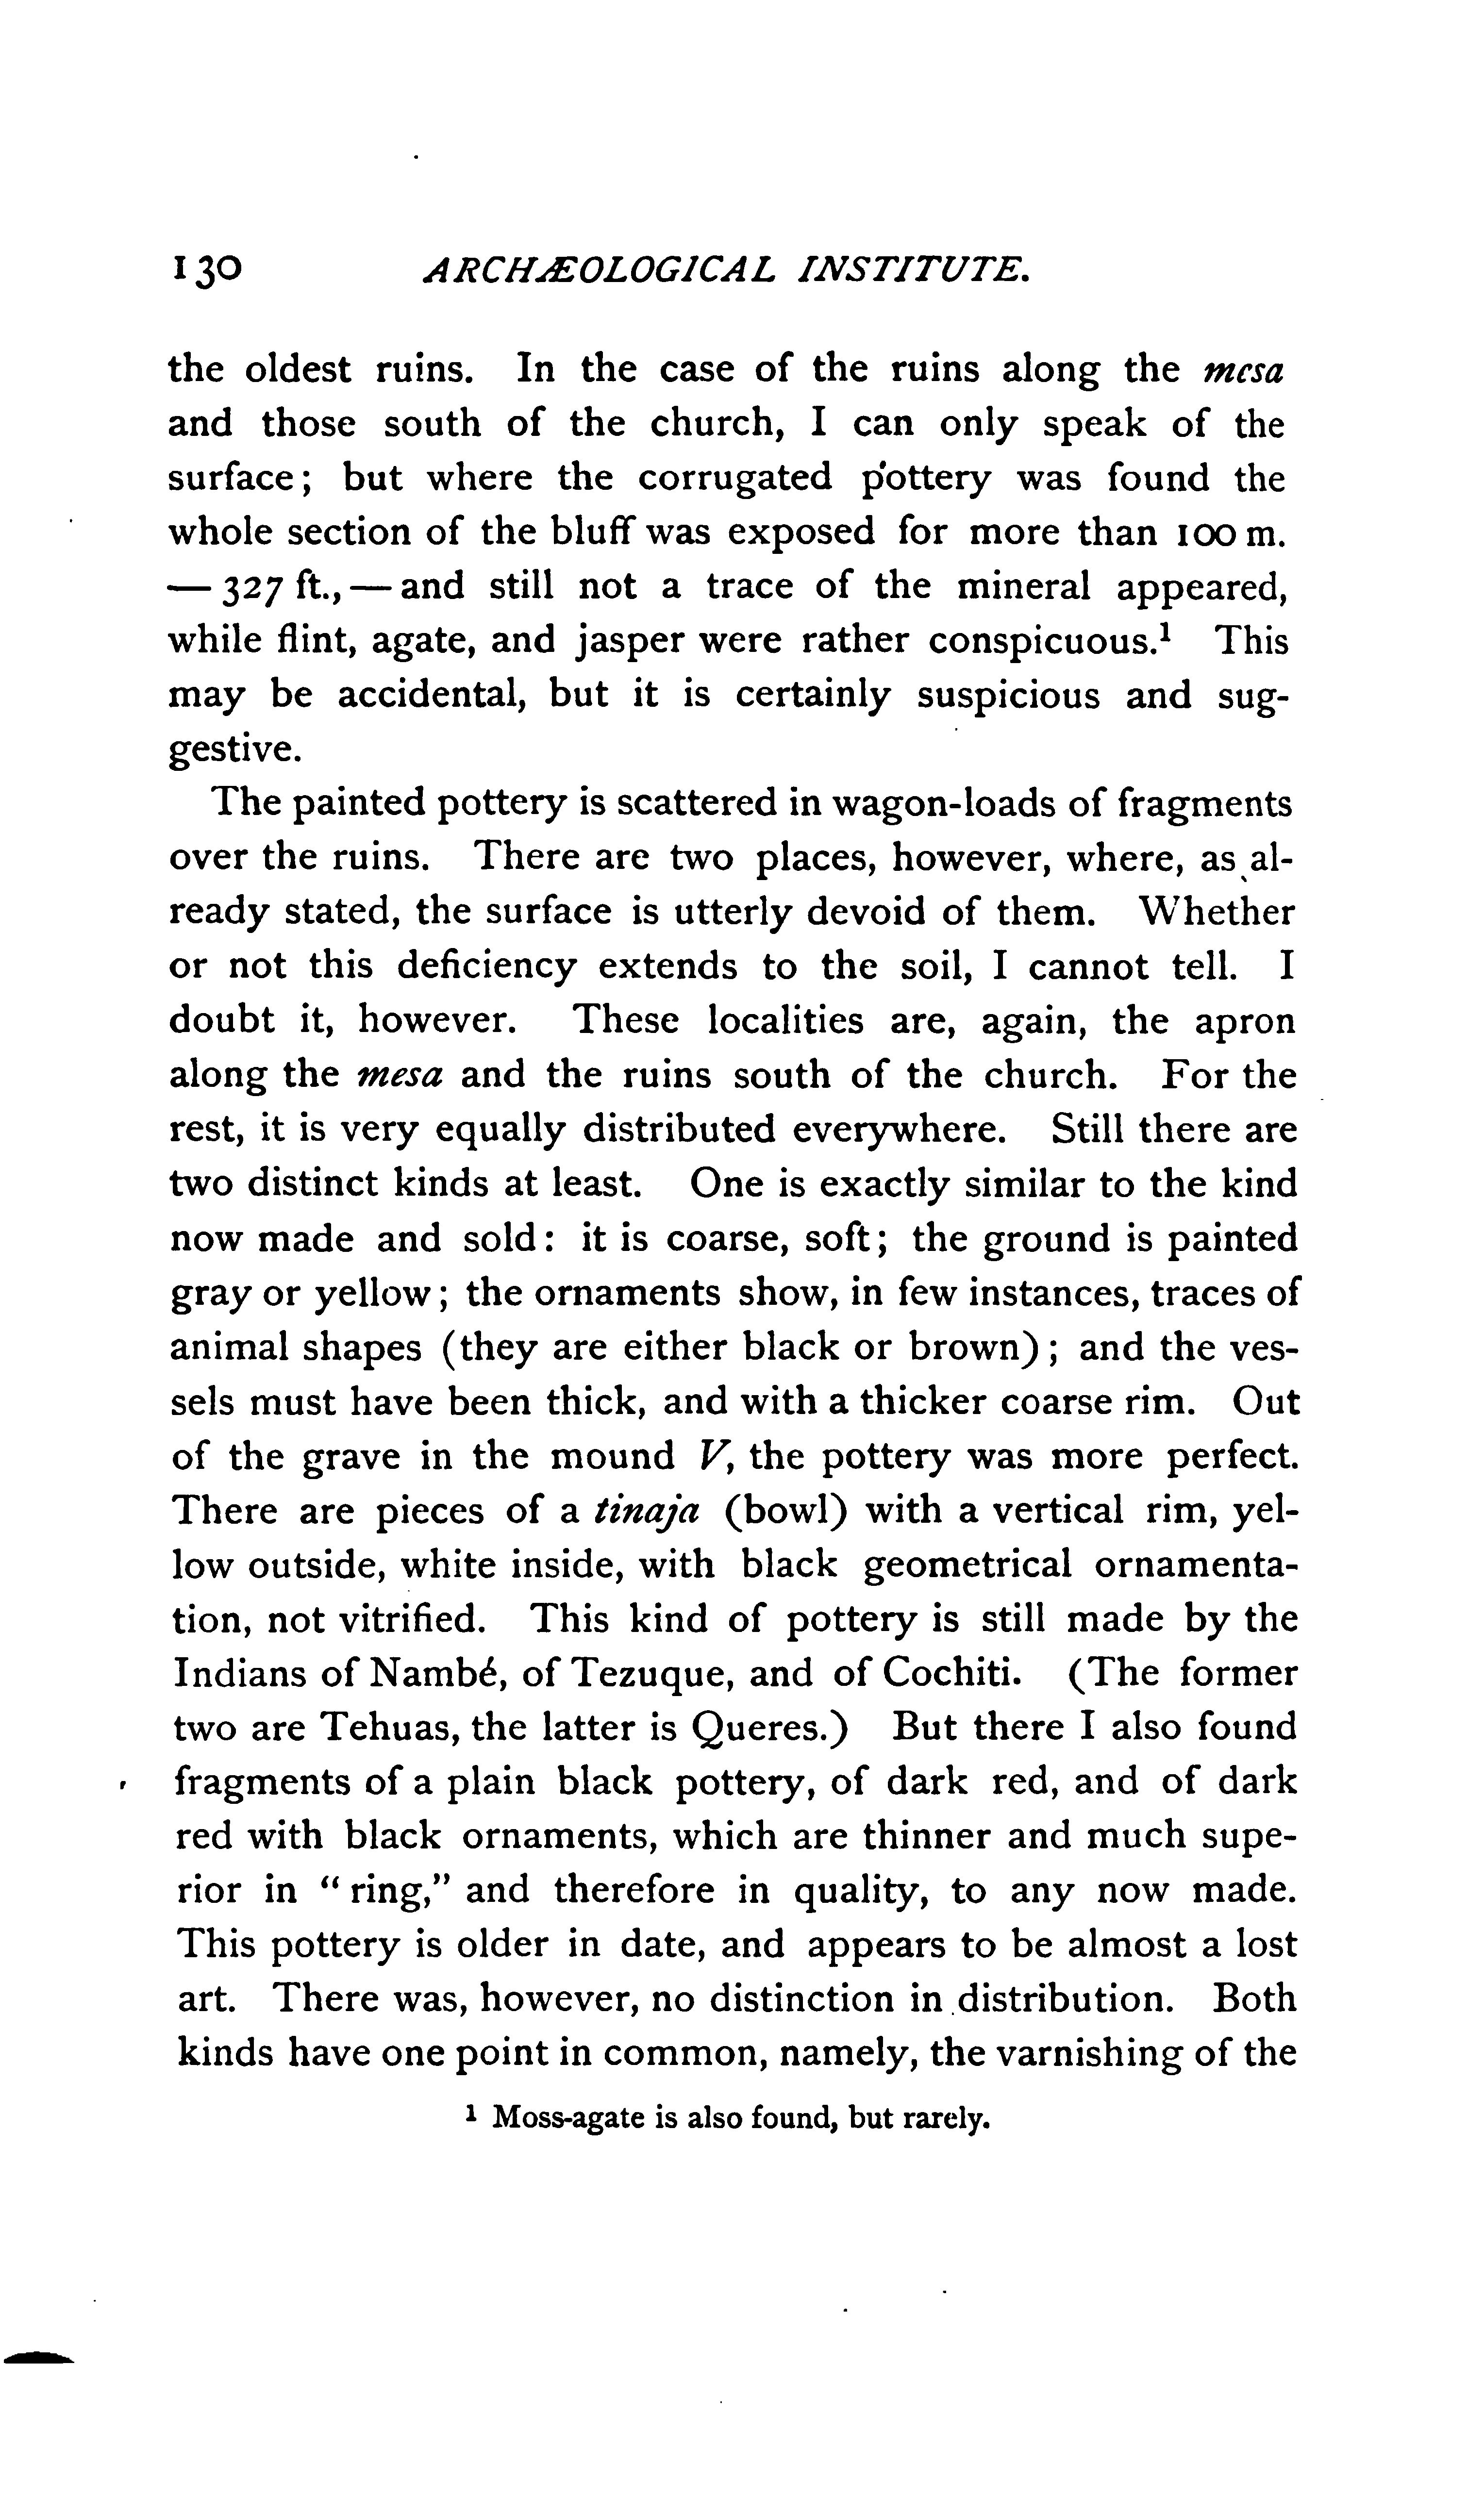 130 ARCHÆOLOGICAL INSTITUTE.
the oldest ruins. In the case of the ruins along the mesa
and those south of the church, I can only speak of the
surface; but where the corrugated pottery was found the
whole section of the bluff was exposed for more than 100 m.
— 327 ft., — and still not a trace of the mineral appeared,
while flint, agate, and jasper were rather conspicuous.¹ This
may be accidental, but it is certainly suspicious and sug-
gestive.
The painted pottery is scattered in wagon-loads of fragments
over the ruins. There are two places, however, where, as al-
ready stated, the surface is utterly devoid of them. Whether
or not this deficiency extends to the soil, I cannot tell. I
doubt it, however. These localities are, again, the apron
along the mesa and the ruins south of the church. For the
rest, it is very equally distributed everywhere. Still there are
two distinct kinds at least. One is exactly similar to the kind
now made and sold: it is coarse, soft; the ground is painted
gray or yellow; the ornaments show, in few instances, traces of
animal shapes (they are either black or brown); and the ves-
sels must have been thick, and with a thicker coarse rim. Out
of the grave in the mound V, the pottery was more perfect.
There are pieces of a tinaja (bowl) with a vertical rim, yel-
low outside, white inside, with black geometrical ornamenta-
tion, not vitrified. This kind of pottery is still made by the
Indians of Nambé, of Tezuque, and of Cochiti. (The former
two are Tehuas, the latter is Queres.) But there I also found
fragments of a plain black pottery, of dark red, and of dark
red with black ornaments, which are thinner and much supe-
rior in “ring,” and therefore in quality, to any now made.
This pottery is older in date, and appears to be almost a lost
art. There was, however, no distinction in distribution. Both
kinds have one point in common, namely, the varnishing of the
¹ Moss-agate is also found, but rarely.